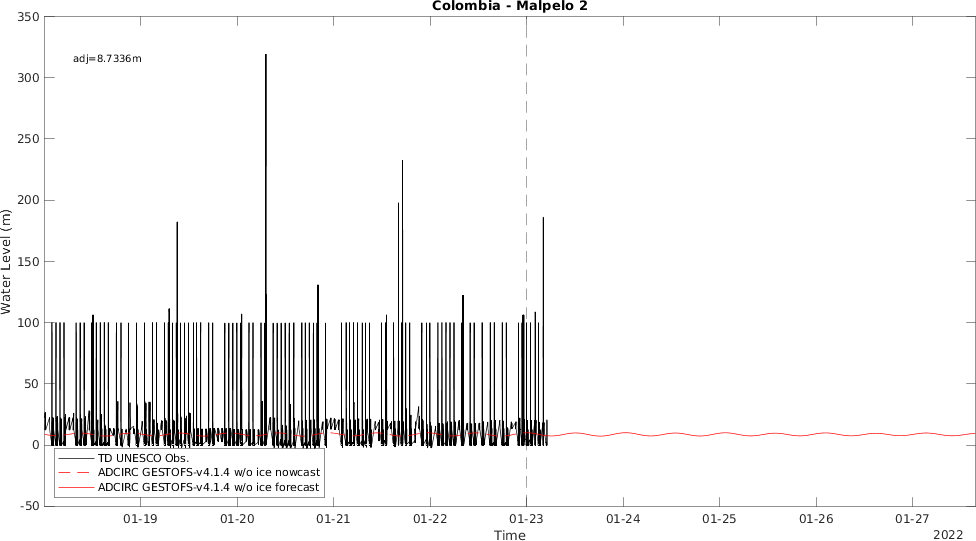 Colombia - Malpelo 2
adj=8.7336m
Water Level (m)
350
300
250
200
150
100
50
0
-50
TD UNESCO Obs.
ADCIRC GESTOFS-v4.1.4 w/o ice nowcast
ADCIRC GESTOFS-v4.1.4 w/o ice forecast
01-19 01-20 01-21 01-22 01-23 01-24 01-25 01-26 01-27
Time
2022